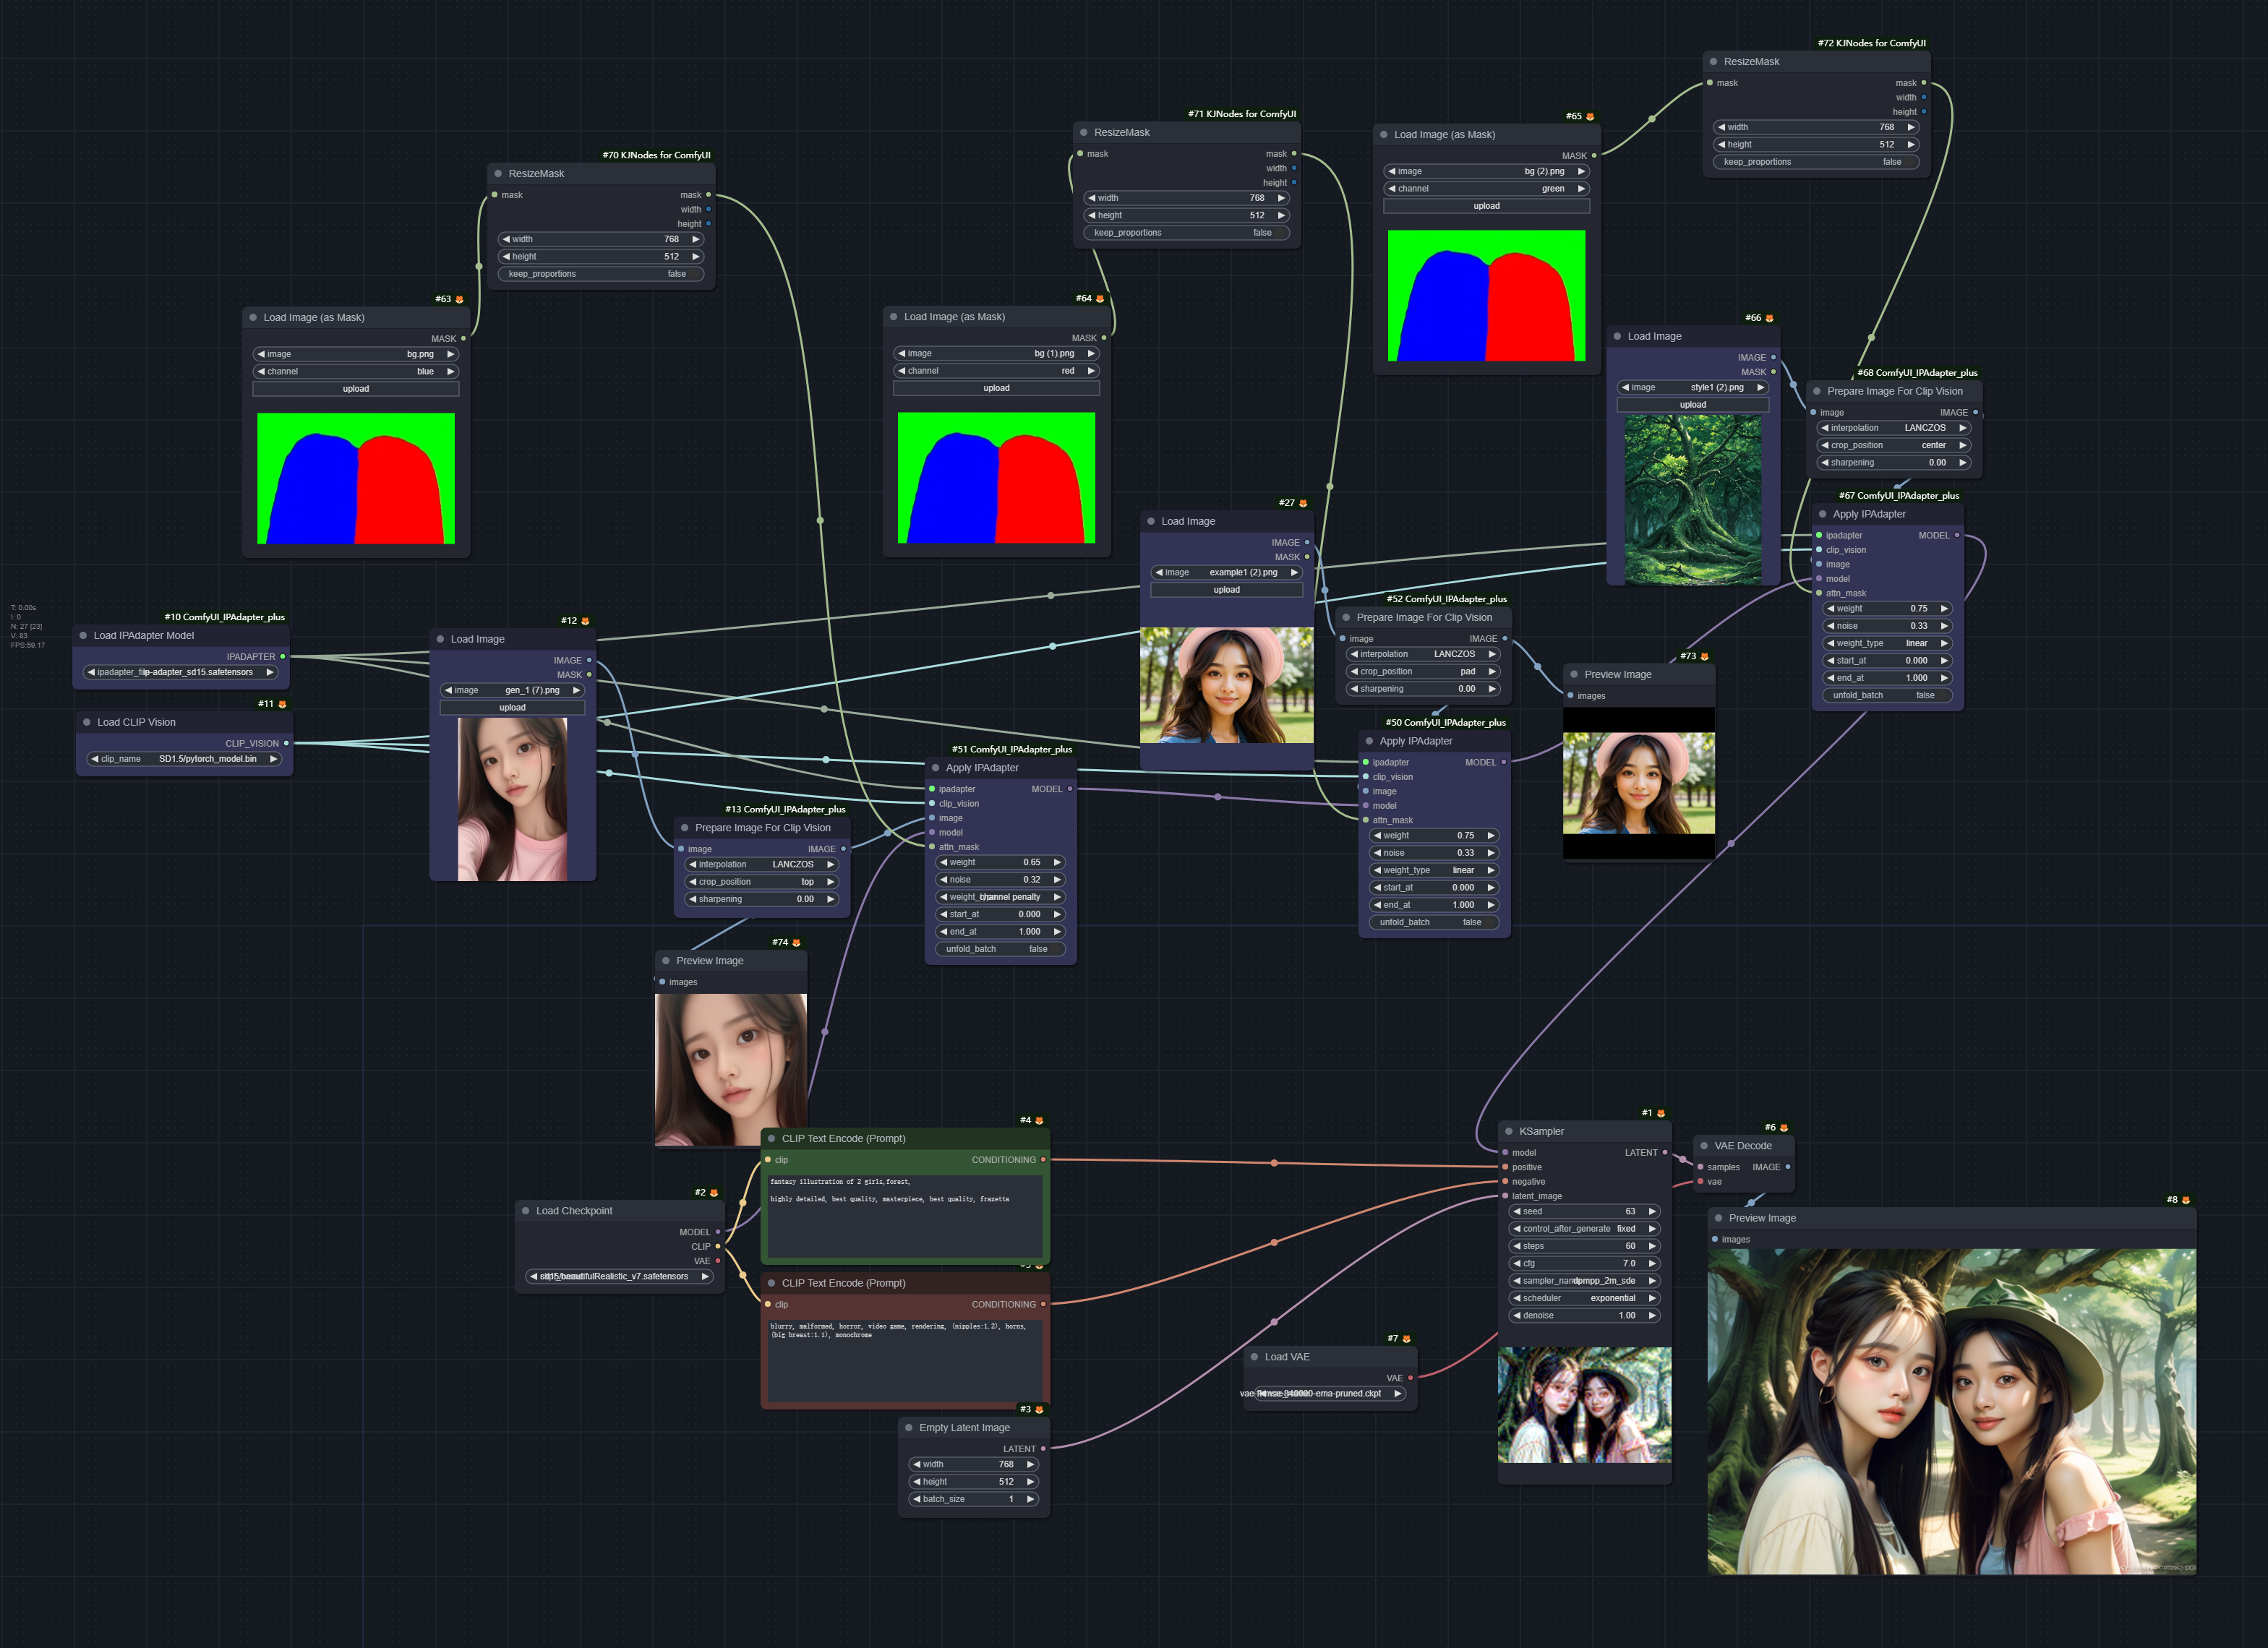 #72 KJNodes for ComfyUI
ResizeMask
mask mask
width
height
width 768
height 512
keep_proportions false
#71 KJNodes for ComfyUI
ResizeMask
mask mask
width
height
width 768
height 512
keep_proportions false
#65
Load Image (as Mask)
MASK
image bg (2).png
channel green
upload
#70 KJNodes for ComfyUI
ResizeMask
mask mask
width
height
width 768
height 512
keep_proportions false
#63
Load Image (as Mask)
MASK
image bg.png
channel blue
upload
#64
Load Image (as Mask)
MASK
image bg (1).png
channel red
upload
#66
Load Image
IMAGE
MASK
image style1 (2).png
upload
#68 ComfyUI_IPAdapter_plus
Prepare Image For Clip Vision
image IMAGE
interpolation LANCZOS
crop_position center
sharpening 0.00
#67 ComfyUI_IPAdapter_plus
Apply IPAdapter
ipadapter MODEL
clip_vision
image
model
attn_mask
weight 0.75
noise 0.33
weight_type linear
start_at 0.000
end_at 1.000
unfold_batch false
#27
Load Image
IMAGE
MASK
image example1 (2).png
upload
#52 ComfyUI_IPAdapter_plus
Prepare Image For Clip Vision
image IMAGE
interpolation LANCZOS
crop_position pad
sharpening 0.00
#73
Preview Image
images
#50 ComfyUI_IPAdapter_plus
Apply IPAdapter
ipadapter MODEL
clip_vision
image
model
attn_mask
weight 0.75
noise 0.33
weight_type linear
start_at 0.000
end_at 1.000
unfold_batch false
T: 0.00s
I: 0
N: 27 [23]
V: 83
FPS:59.17
#10 ComfyUI_IPAdapter_plus
Load IPAdapter Model
IPADAPTER
ip-adapter_sd15.safetensors
#11
Load CLIP Vision
CLIP_VISION
clip_name SD1.5/pytorch_model.bin
#12
Load Image
IMAGE
MASK
image gen_1 (7).png
upload
#13 ComfyUI_IPAdapter_plus
Prepare Image For Clip Vision
image IMAGE
interpolation LANCZOS
crop_position top
sharpening 0.00
#51 ComfyUI_IPAdapter_plus
Apply IPAdapter
ipadapter MODEL
clip_vision
image
model
attn_mask
weight 0.65
noise 0.32
channel penalty
start_at 0.000
end_at 1.000
unfold_batch false
#74
Preview Image
images
#4
CLIP Text Encode (Prompt)
clip CONDITIONING
fantasy illustration of 2 girls,forest,
highly detailed, best quality, masterpiece, best quality, frazetta
#2
Load Checkpoint
MODEL
CLIP
VAE
CLIP Text Encode (Prompt)
clip CONDITIONING
blurry, malformed, horror, video game, rendering, (nipples:1.2), horns,
(big breast:1.1), monochrome
#3
Empty Latent Image
LATENT
width 768
height 512
batch_size 1
#7
Load VAE
VAE
#1
KSampler
model LATENT
positive
negative
latent_image
seed 63
control_after_generate fixed
steps 60
cfg 7.0
dpmpp_2m_sde
scheduler exponential
denoise 1.00
#6
VAE Decode
samples IMAGE
vae
#8
Preview Image
images